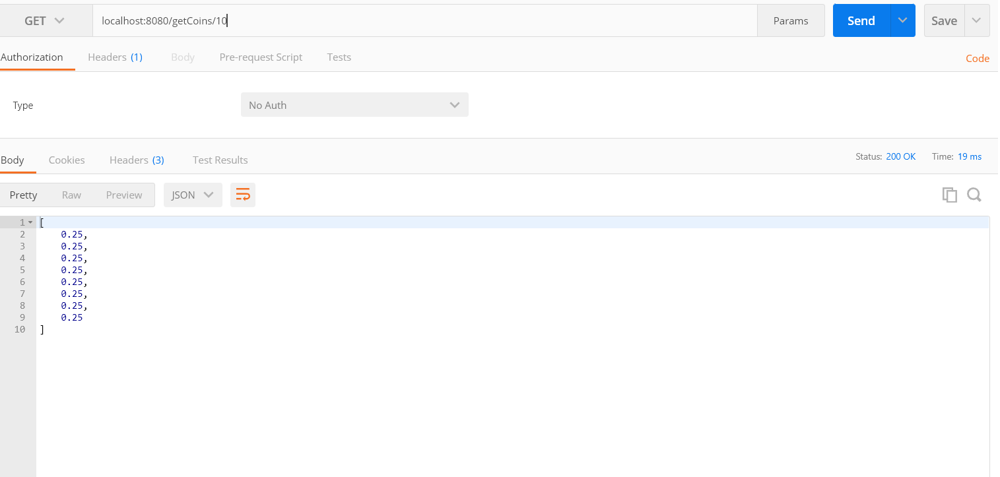 GET localhost:8080/getCoins/10 Params Send Save
Authorization Headers (1) Body Pre-request Script Tests Code
Type No Auth
Body Cookies Headers (3) Test Results Status: 200 OK Time: 19 ms
Pretty Raw Preview JSON
1 [
2 0.25,
3 0.25,
4 0.25,
5 0.25,
6 0.25,
7 0.25,
8 0.25,
9 0.25
10 ]